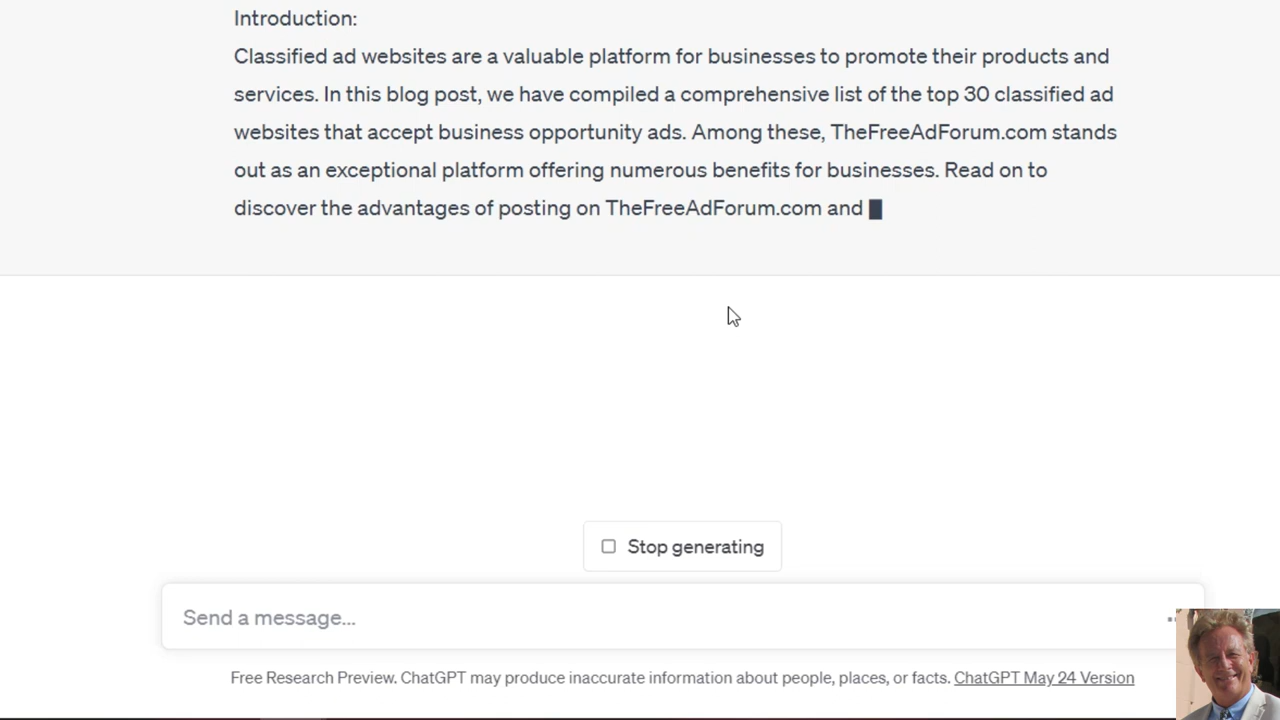 Introduction:
Classified ad websites are a valuable platform for businesses to promote their products and
services. In this blog post, we have compiled a comprehensive list of the top 30 classified ad
websites that accept business opportunity ads. Among these, TheFreeAdForum.com stands
out as an exceptional platform offering numerous benefits for businesses. Read on to
discover the advantages of posting on TheFreeAdForum.com and
Stop generating
Send a message...
Free Research Preview. ChatGPT may produce inaccurate information about people, places, or facts. ChatGPT May 24 Version